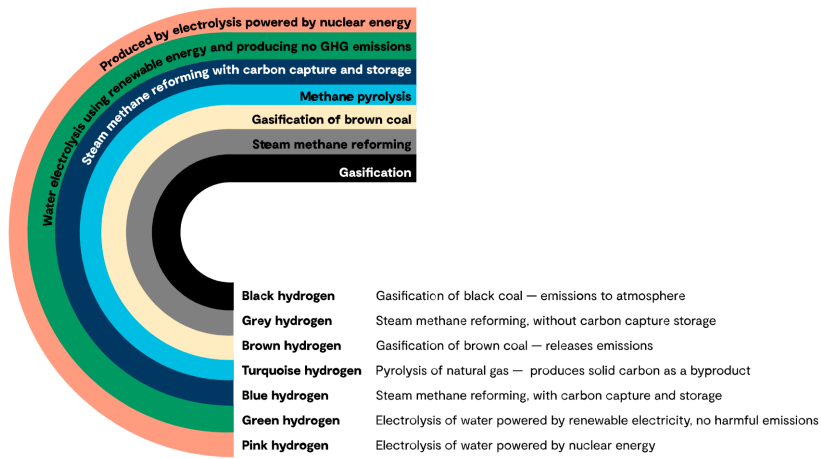 Produced by electrolysis powered by nuclear energy
Water electrolysis using renewable energy and producing no GHG emissions
Steam methane reforming with carbon capture and storage
Methane pyrolysis
Gasification of brown coal
Steam methane reforming
Gasification
Black hydrogen Gasification of black coal — emissions to atmosphere
Grey hydrogen Steam methane reforming, without carbon capture storage
Brown hydrogen Gasification of brown coal — releases emissions
Turquoise hydrogen Pyrolysis of natural gas — produces solid carbon as a byproduct
Blue hydrogen Steam methane reforming, with carbon capture and storage
Green hydrogen Electrolysis of water powered by renewable electricity, no harmful emissions
Pink hydrogen Electrolysis of water powered by nuclear energy